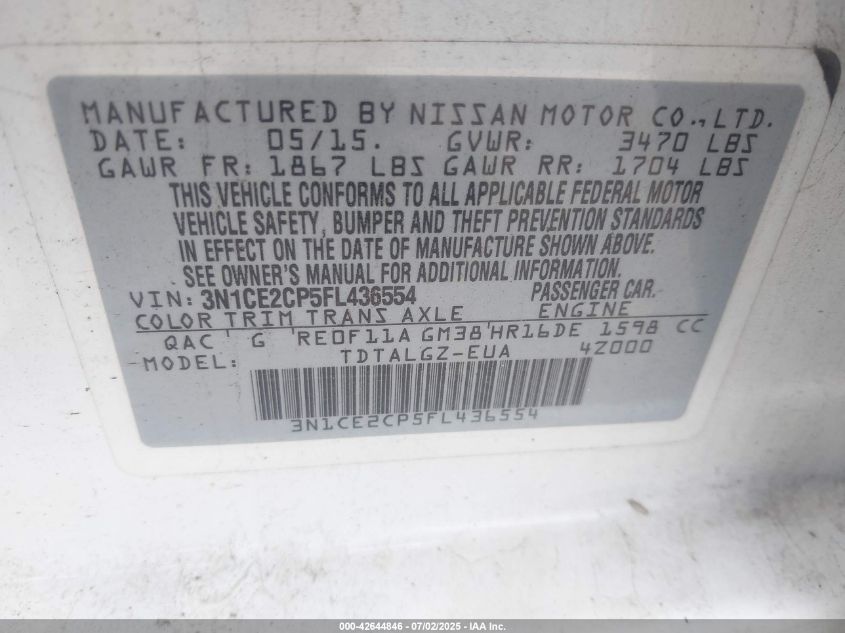 MANUFACTURED BY NISSAN MOTOR CO., LTD.
DATE: 05/15. GVWR: 3470 LBS
GAWR FR: 1867 LBS GAWR RR: 1704 LBS
THIS VEHICLE CONFORMS TO ALL APPLICABLE FEDERAL MOTOR
VEHICLE SAFETY, BUMPER AND THEFT PREVENTION STANDARDS
IN EFFECT ON THE DATE OF MANUFACTURE SHOWN ABOVE.
SEE OWNER'S MANUAL FOR ADDITIONAL INFORMATION.
VIN: 3N1CE2CP5FL436554 PASSENGER CAR
COLOR TRIM TRANS AXLE ENGINE
QAC G RE0F11A GM38 HR16DE 1598 CC
MODEL: TDTALGZ-EUA 4Z000
3N1CE2CP5FL436554
000-42644846 - 07/02/2025 - IAA Inc.